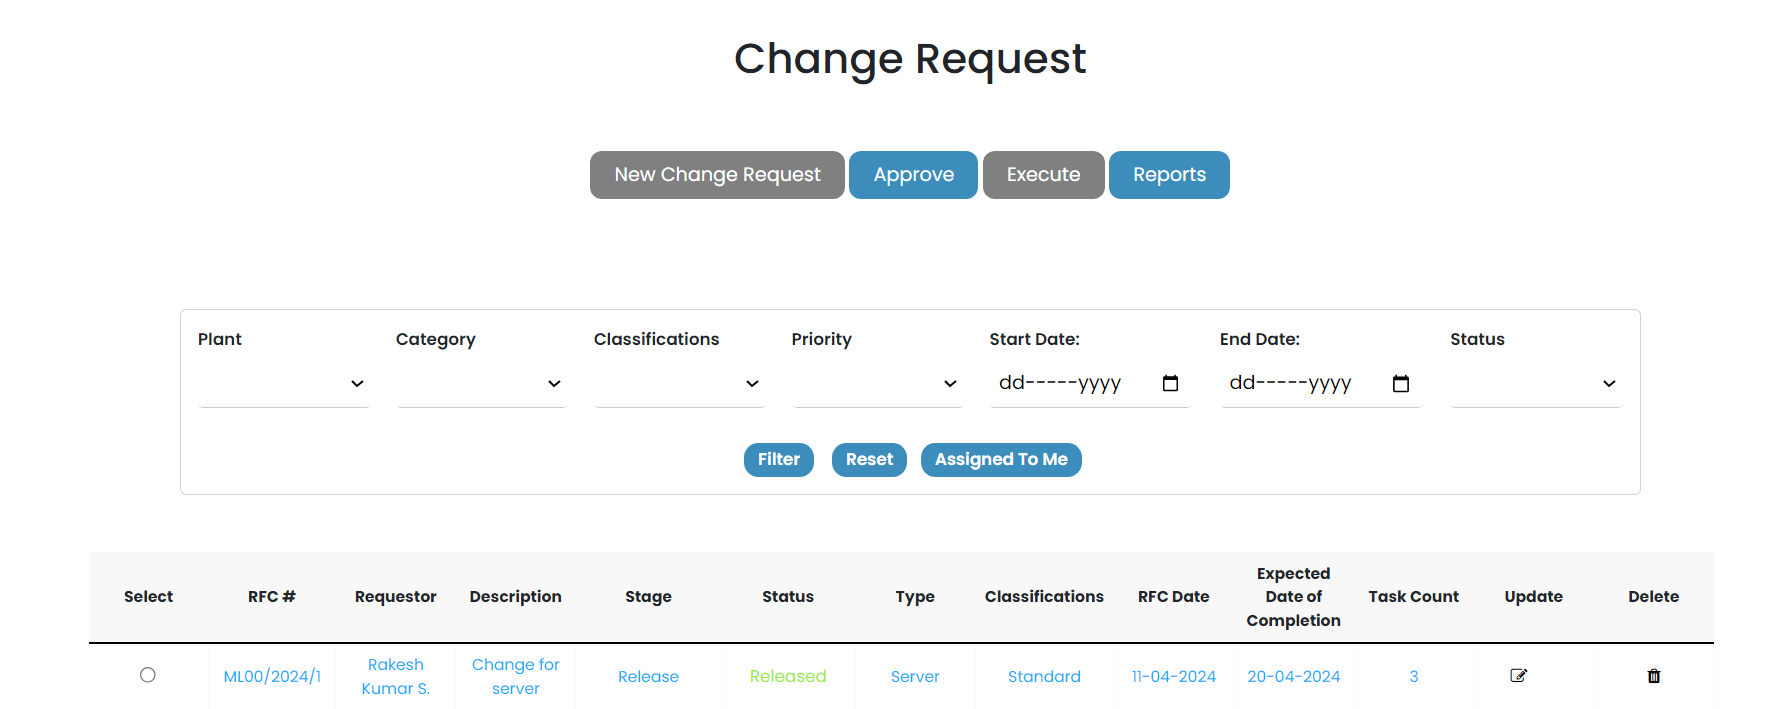 Change Request
New Change Request Approve Execute Reports
Plant Category Classifications Priority Start Date: End Date: Status
dd-----yyyy dd-----yyyy
Filter Reset Assigned To Me
Select RFC # Requestor Description Stage Status Type Classifications RFC Date Expected Date of Completion Task Count Update Delete
ML00/2024/1 Rakesh Kumar S. Change for server Release Released Server Standard 11-04-2024 20-04-2024 3